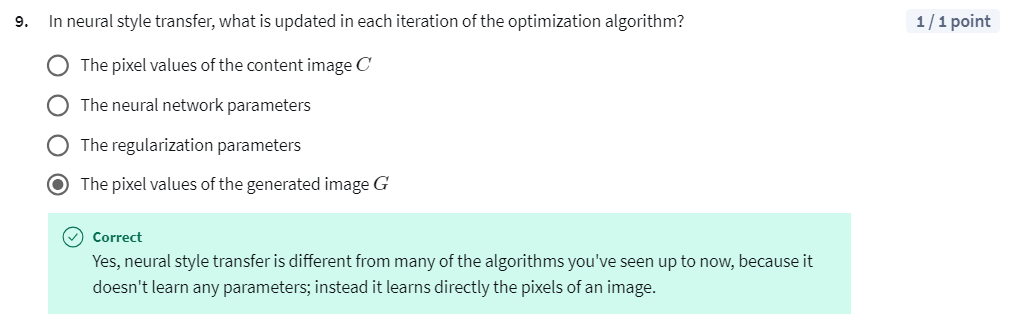 9. In neural style transfer, what is updated in each iteration of the optimization algorithm? 1 / 1 point
The pixel values of the content image C
The neural network parameters
The regularization parameters
The pixel values of the generated image G
Correct
Yes, neural style transfer is different from many of the algorithms you've seen up to now, because it
doesn't learn any parameters; instead it learns directly the pixels of an image.